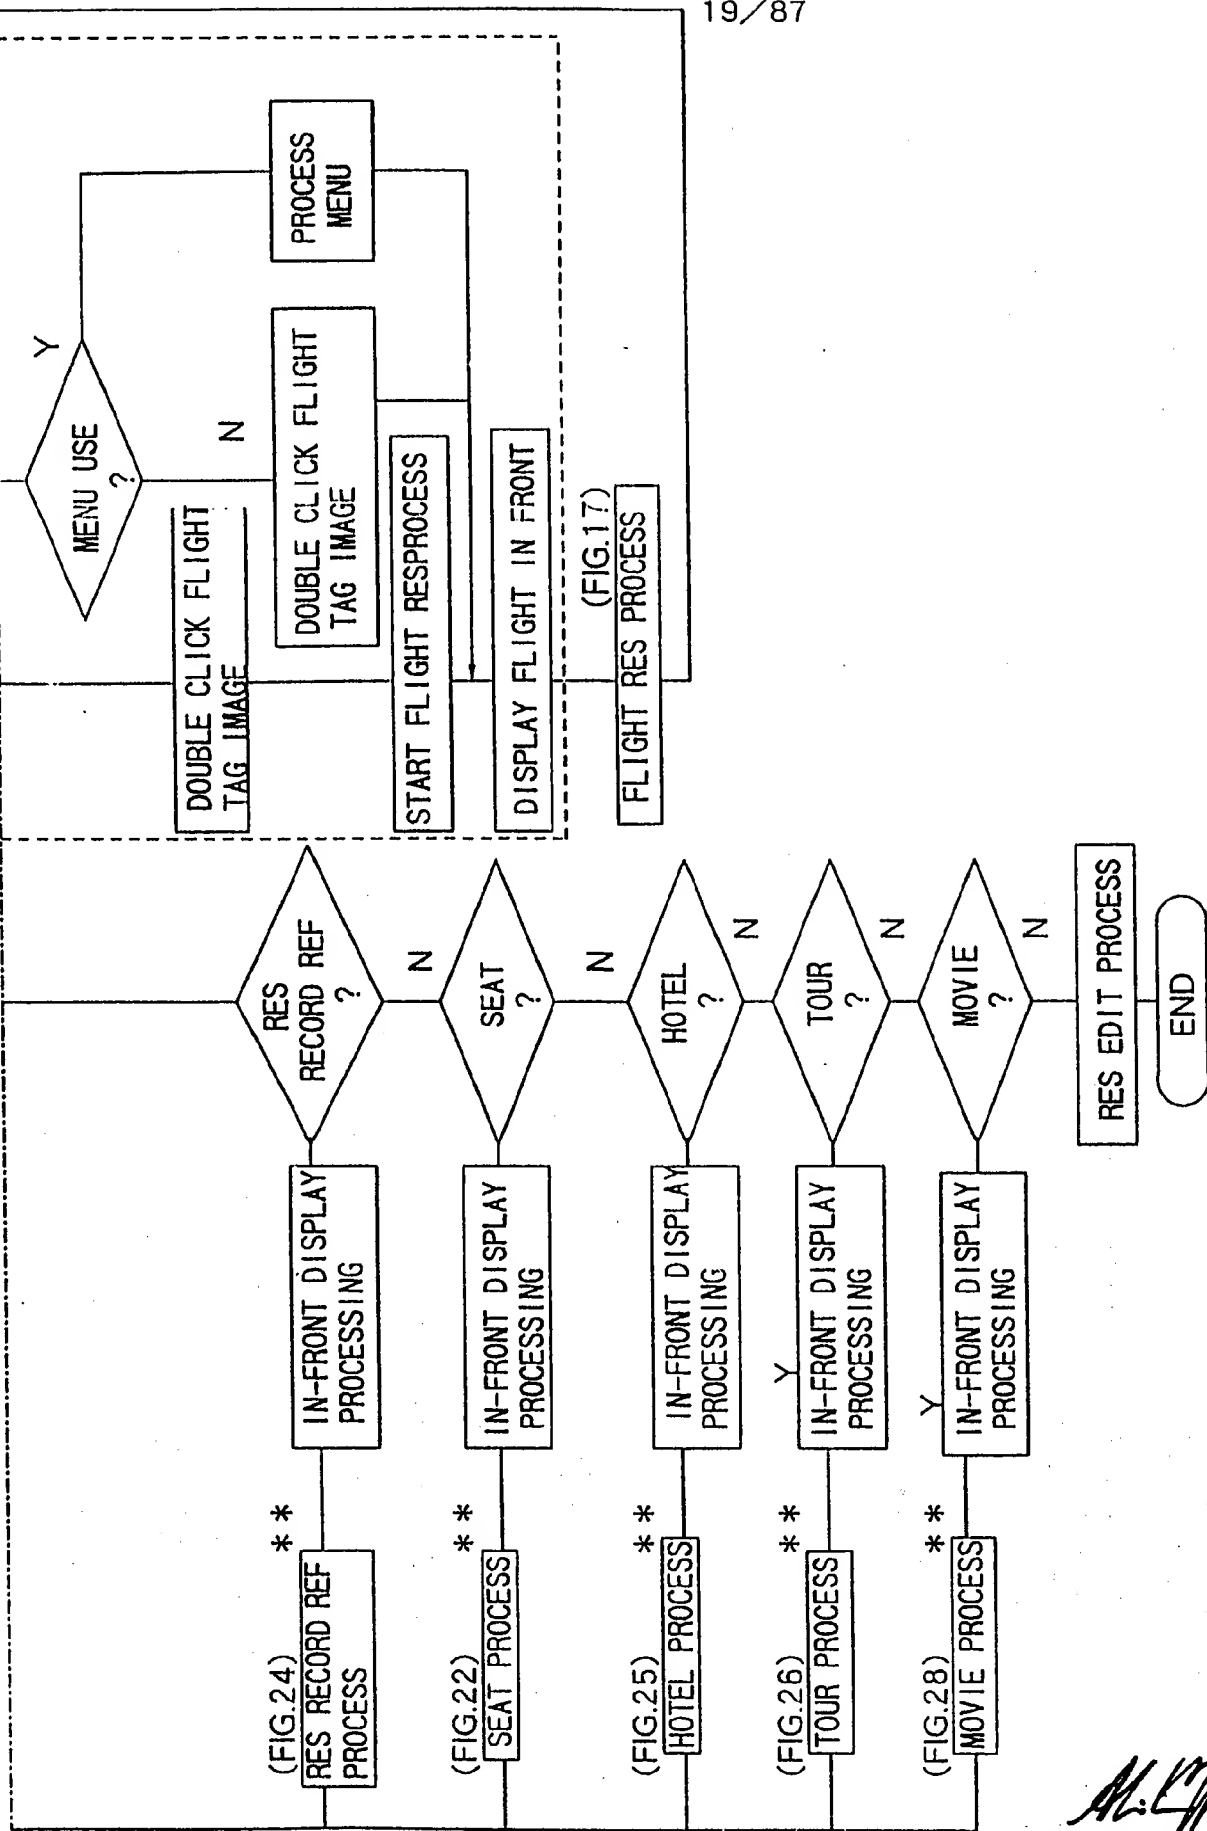 19/87
MENU USE
?
Y
N
PROCESS
MENU
DOUBLE CLICK FLIGHT
TAG IMAGE
DOUBLE CLICK FLIGHT
TAG IMAGE
START FLIGHT RESPROCESS
DISPLAY FLIGHT IN FRONT
(FIG.17)
FLIGHT RES PROCESS
RES
RECORD REF
?
N
IN-FRONT DISPLAY
PROCESSING
**
(FIG.24)
RES RECORD REF
PROCESS
SEAT
?
N
IN-FRONT DISPLAY
PROCESSING
**
(FIG.22)
SEAT PROCESS
HOTEL
?
N
IN-FRONT DISPLAY
PROCESSING
**
(FIG.25)
HOTEL PROCESS
TOUR
?
N
Y
IN-FRONT DISPLAY
PROCESSING
**
(FIG.26)
TOUR PROCESS
MOVIE
?
N
Y
IN-FRONT DISPLAY
PROCESSING
**
(FIG.28)
MOVIE PROCESS
RES EDIT PROCESS
END